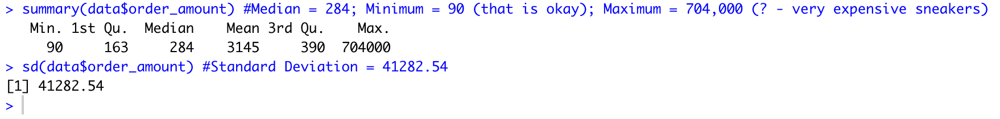 > summary(data$order_amount) #Median = 284; Minimum = 90 (that is okay); Maximum = 704,000 (? - very expensive sneakers)
   Min. 1st Qu.  Median    Mean 3rd Qu.    Max.
     90     163     284    3145     390  704000
> sd(data$order_amount) #Standard Deviation = 41282.54
[1] 41282.54
>